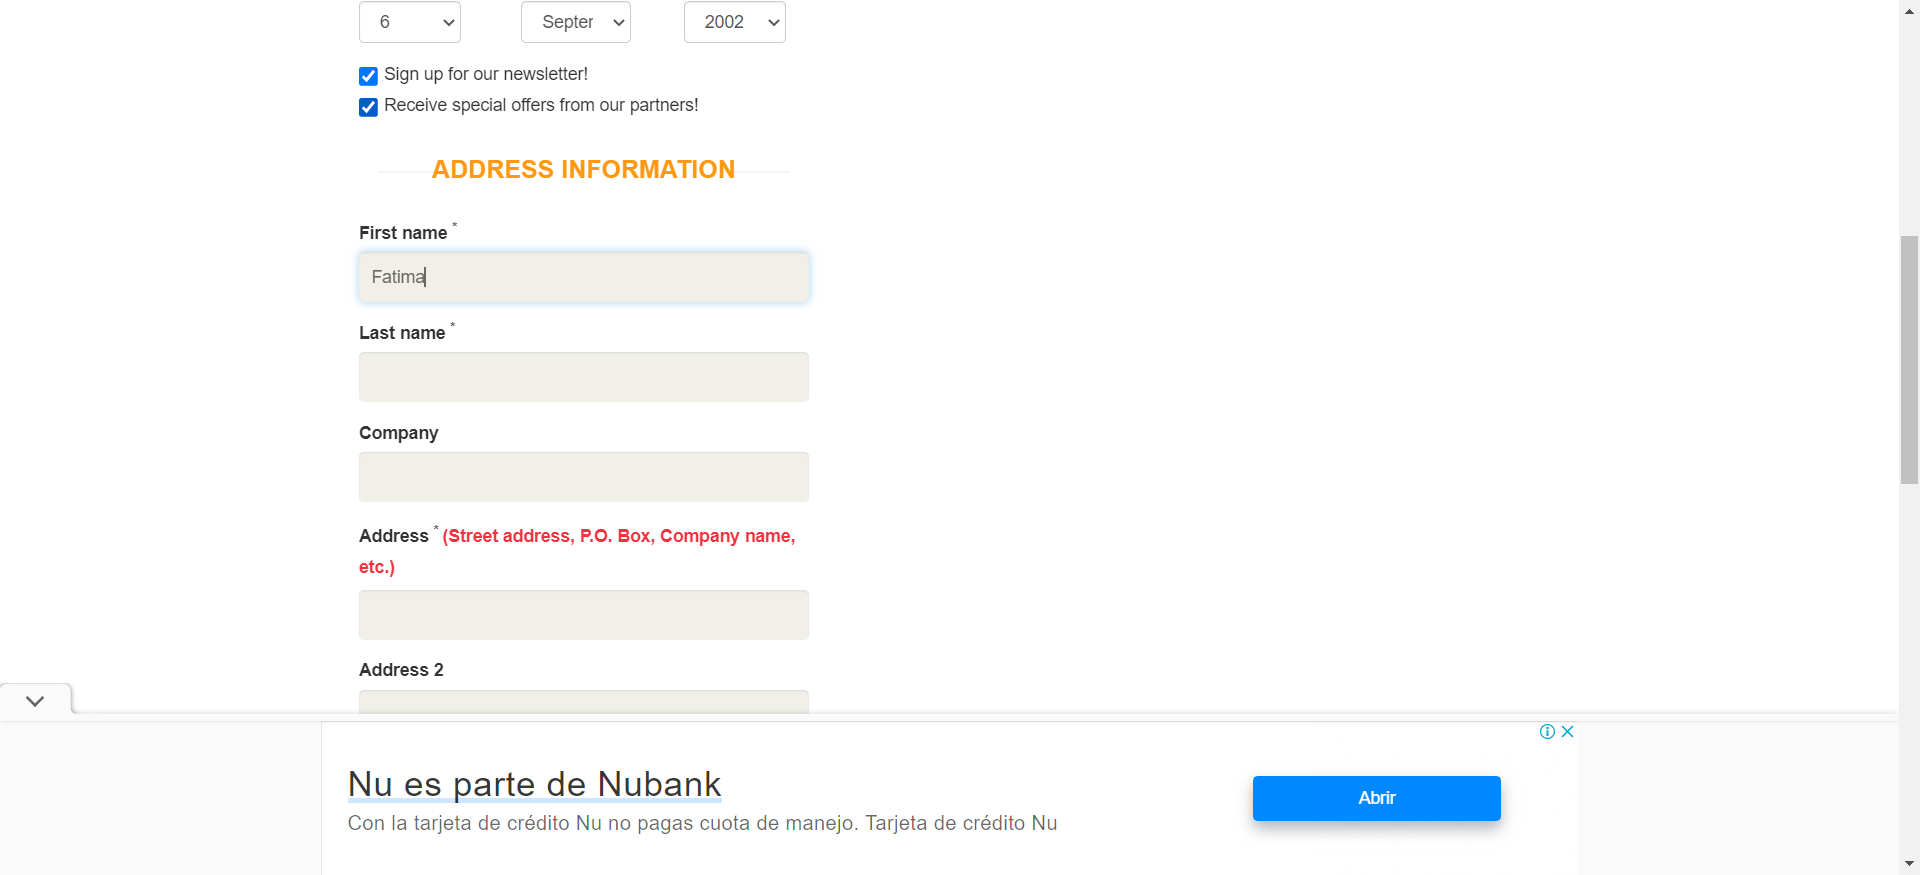 6 Septer 2002
Sign up for our newsletter!
Receive special offers from our partners!
ADDRESS INFORMATION
First name *
Fatima
Last name *
Company
Address * (Street address, P.O. Box, Company name,
etc.)
Address 2
Nu es parte de Nubank
Con la tarjeta de crédito Nu no pagas cuota de manejo. Tarjeta de crédito Nu
Abrir